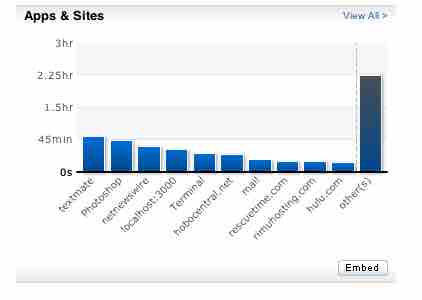 Apps & Sites
View All >
3hr
2.25hr
1.5hr
45min
0s
textmate
Photoshop
netnewswire
localhost:3000
Terminal
hobocentral.net
mail
rescuetime.com
rimuhosting.com
hulu.com
other(s)
Embed